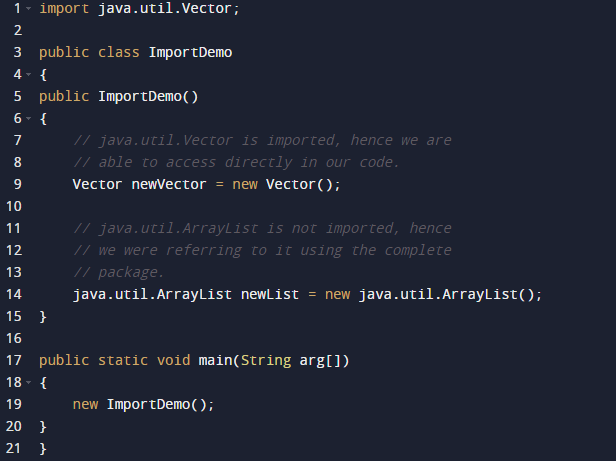 1 import java.util.Vector;
2
3 public class ImportDemo
4 {
5 public ImportDemo()
6 {
7     // java.util.Vector is imported, hence we are
8     // able to access directly in our code.
9     Vector newVector = new Vector();
10
11     // java.util.ArrayList is not imported, hence
12     // we were referring to it using the complete
13     // package.
14     java.util.ArrayList newList = new java.util.ArrayList();
15 }
16
17 public static void main(String arg[])
18 {
19     new ImportDemo();
20 }
21 }